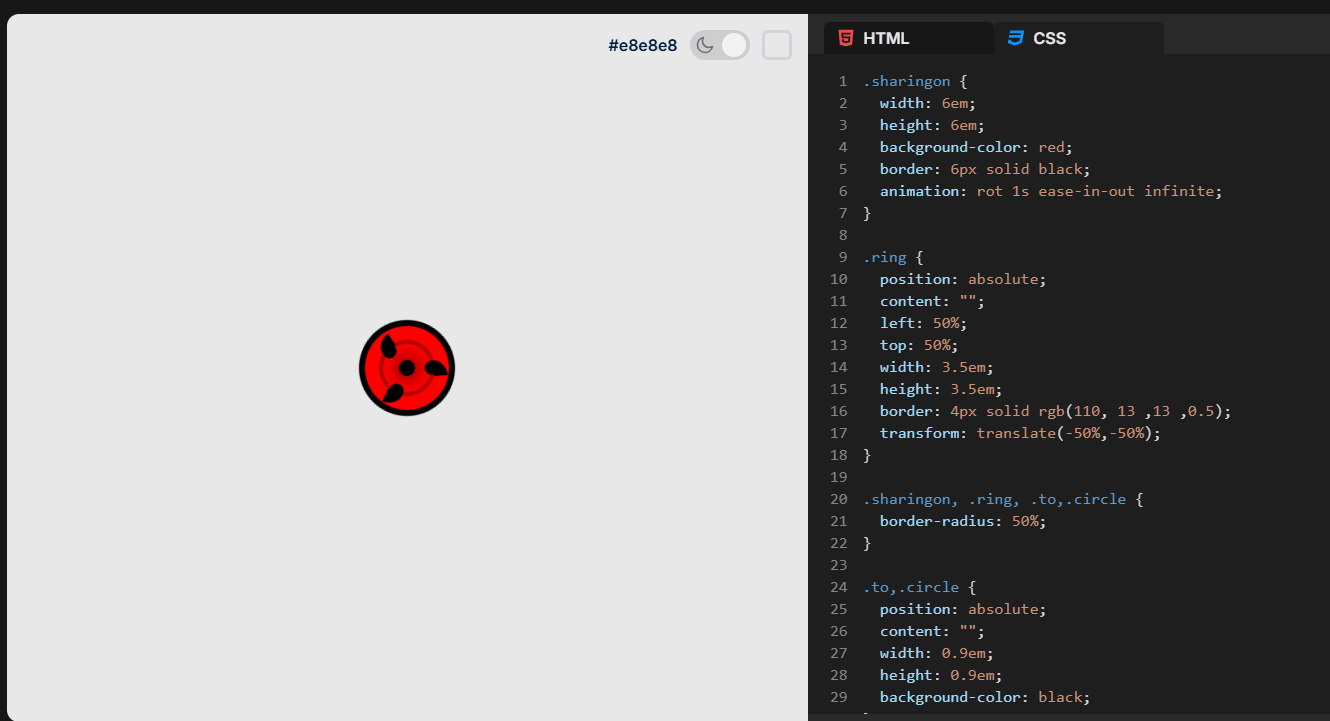 #e8e8e8
HTML
CSS
1 .sharingon {
2 width: 6em;
3 height: 6em;
4 background-color: red;
5 border: 6px solid black;
6 animation: rot 1s ease-in-out infinite;
7 }
8
9 .ring {
10 position: absolute;
11 content: "";
12 left: 50%;
13 top: 50%;
14 width: 3.5em;
15 height: 3.5em;
16 border: 4px solid rgb(110, 13 ,13 ,0.5);
17 transform: translate(-50%,-50%);
18 }
19
20 .sharingon, .ring, .to,.circle {
21 border-radius: 50%;
22 }
23
24 .to,.circle {
25 position: absolute;
26 content: "";
27 width: 0.9em;
28 height: 0.9em;
29 background-color: black;